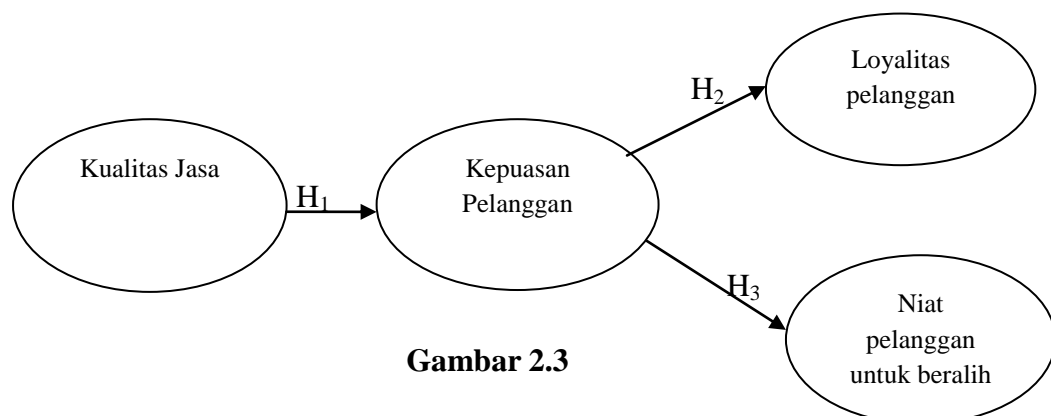 Kualitas Jasa
H₁
Kepuasan
Pelanggan
H₂
Loyalitas
pelanggan
H₃
Niat
pelanggan
untuk beralih
Gambar 2.3